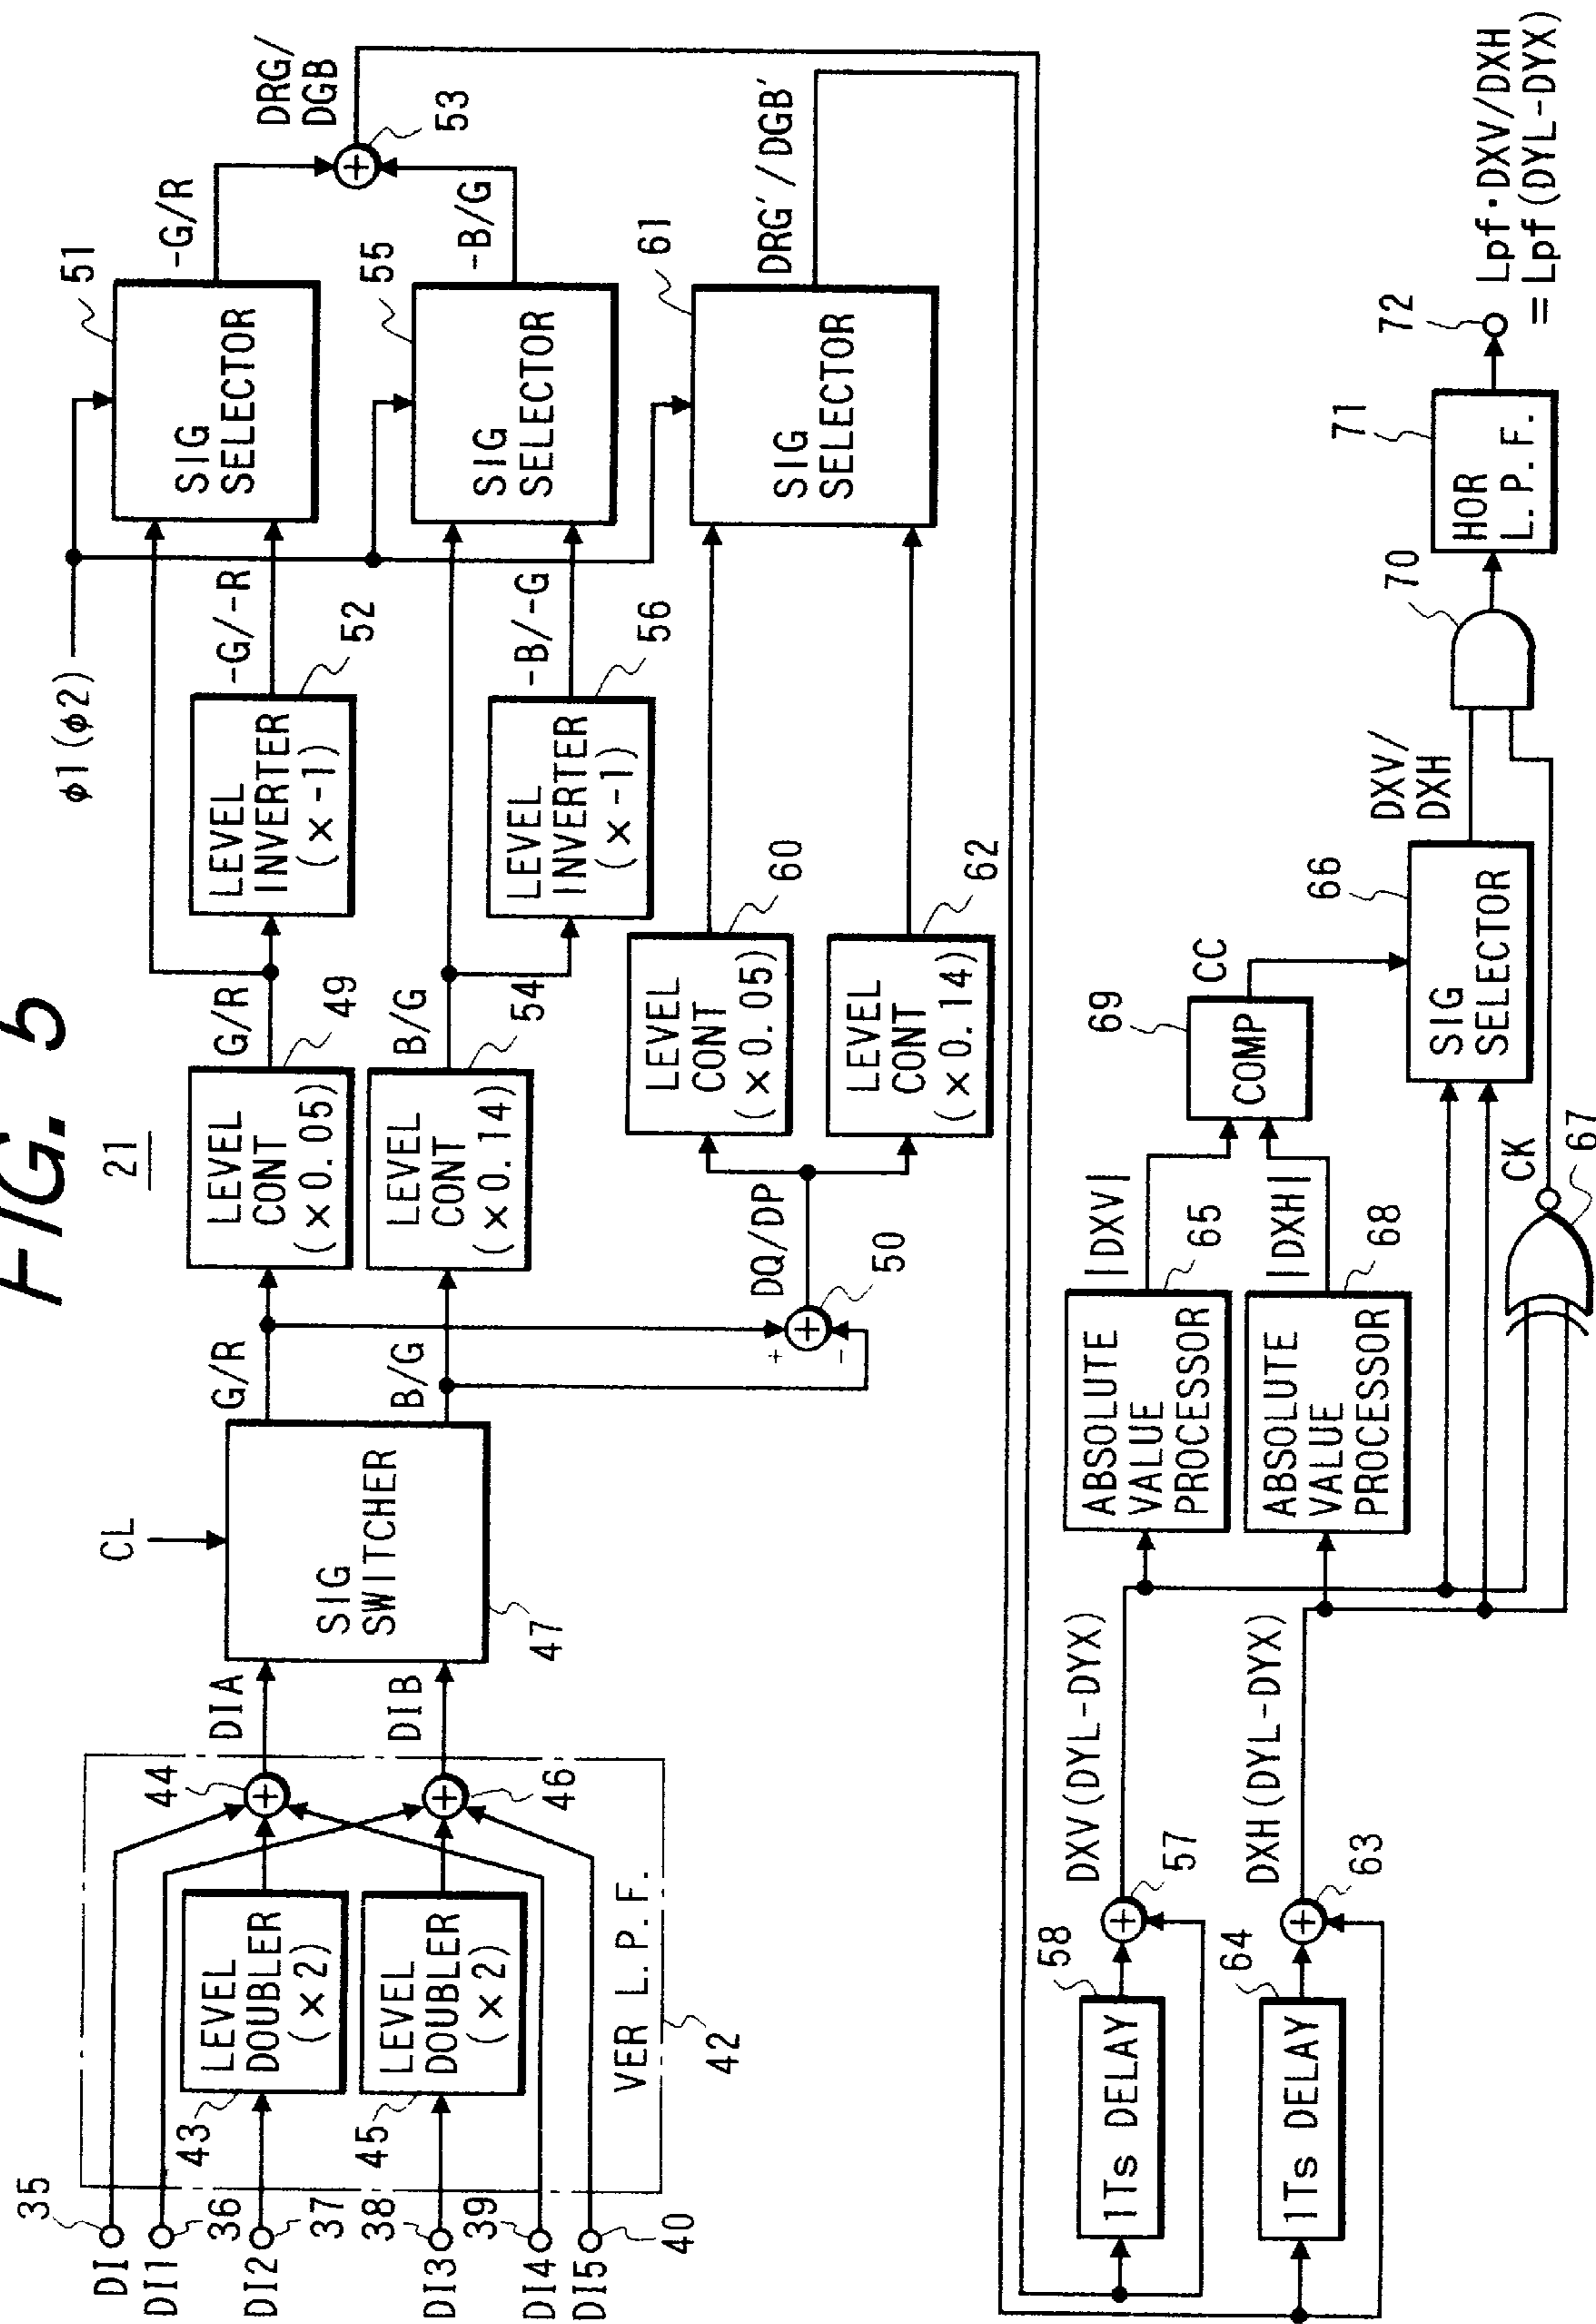 FIG. 5
21
35
DI
DI1
36
DI2
37
DI3
38
DI4
39
DI5
40
43
LEVEL
DOUBLER
(×2)
45
LEVEL
DOUBLER
(×2)
VER L.P.F.
42
44
+
46
+
DIA
DIB
CL
SIG
SWITCHER
47
G/R
B/G
LEVEL
CONT
(×0.05)
49
LEVEL
CONT
(×0.14)
54
G/R
B/G
+
+
-
50
DQ/DP
LEVEL
INVERTER
(×-1)
52
LEVEL
INVERTER
(×-1)
56
-G/-R
-B/-G
LEVEL
CONT
(×0.05)
60
LEVEL
CONT
(×0.14)
62
φ1(φ2)
SIG
SELECTOR
51
SIG
SELECTOR
55
SIG
SELECTOR
61
-G/R
-B/G
+
53
DRG/
DGB
DRG'/DGB'
1Ts DELAY
58
1Ts DELAY
64
+
57
+
63
DXV(DYL-DYX)
DXH(DYL-DYX)
ABSOLUTE
VALUE
PROCESSOR
65
ABSOLUTE
VALUE
PROCESSOR
68
|DXV|
|DXH|
COMP
69
CC
CK
67
SIG
SELECTOR
66
DXV/
DXH
70
HOR
L.P.F.
71
72
Lpf·DXV/DXH
=Lpf(DYL-DYX)